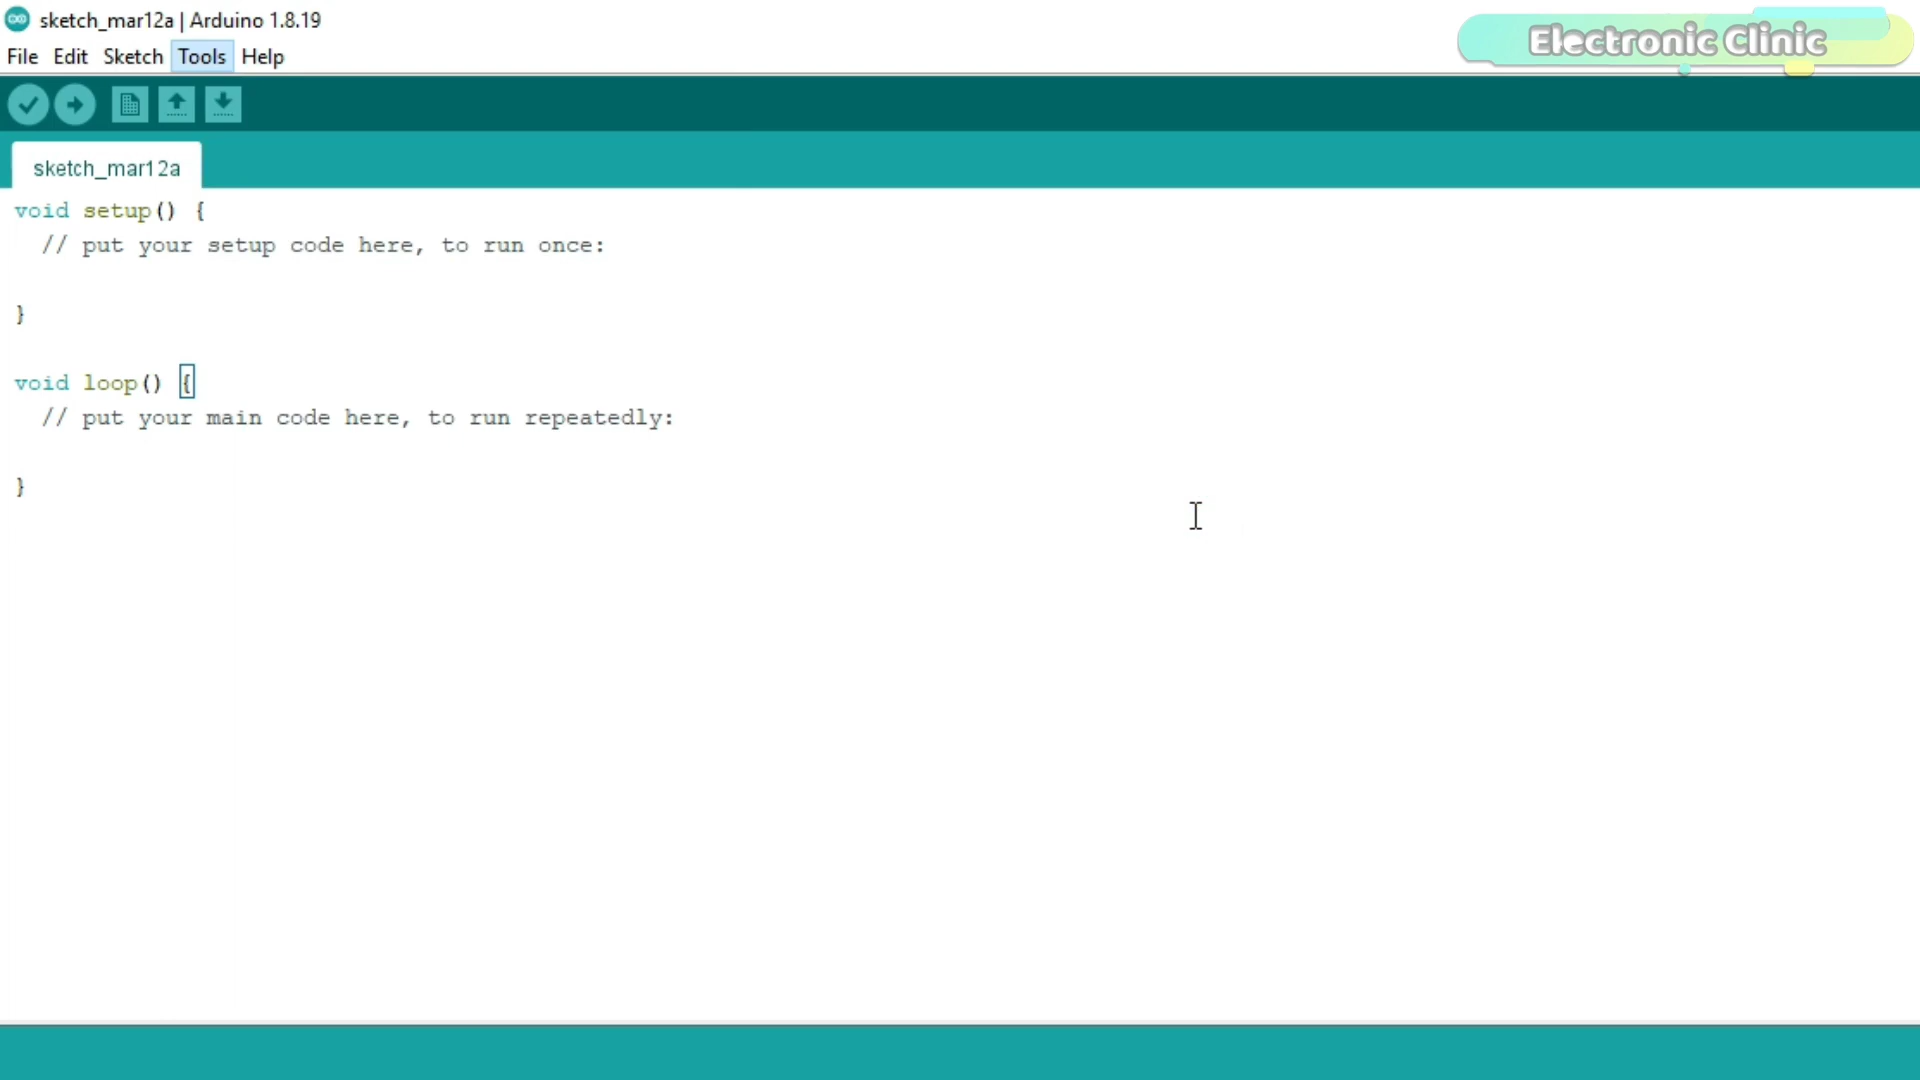 sketch_mar12a | Arduino 1.8.19
Electronic Clinic
File Edit Sketch Tools Help
sketch_mar12a
void setup() {
  // put your setup code here, to run once:
}
void loop() {
  // put your main code here, to run repeatedly:
}